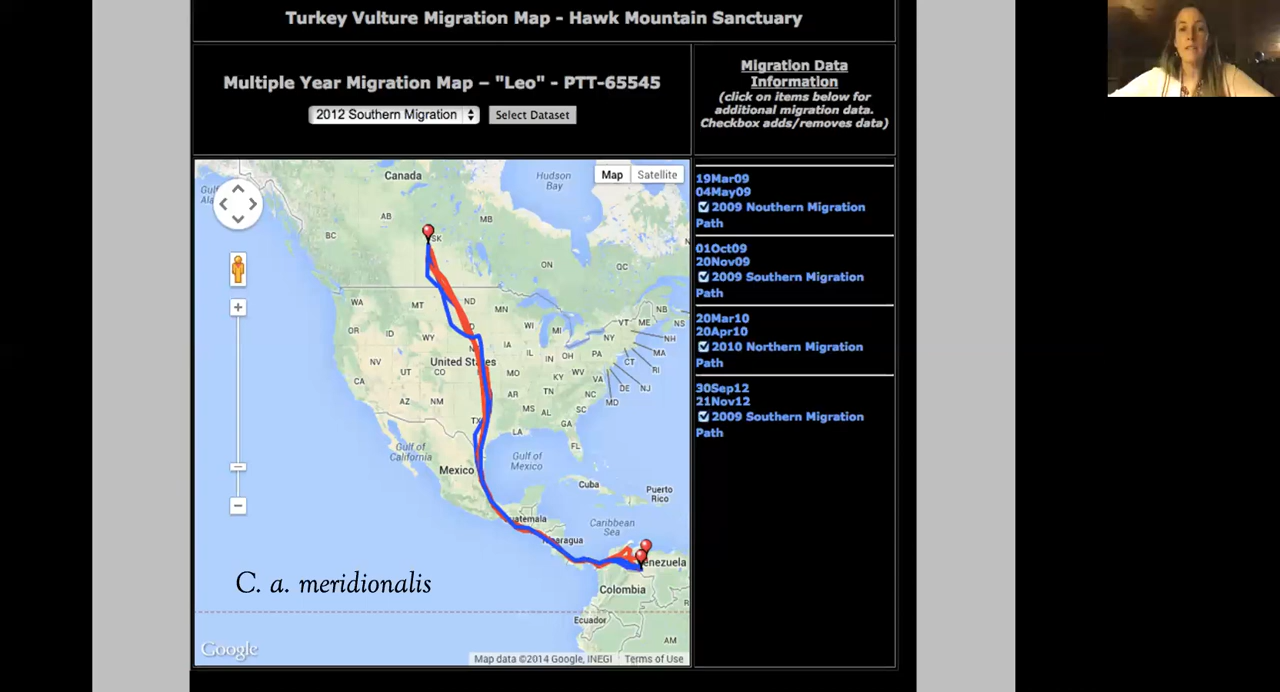 Turkey Vulture Migration Map - Hawk Mountain Sanctuary
Multiple Year Migration Map – "Leo" - PTT-65545
2012 Southern Migration
Select Dataset
Migration Data
Information
(click on items below for
additional migration data.
Checkbox adds/removes data)
19Mar09
04May09
2009 Nouthern Migration
Path
01Oct09
20Nov09
2009 Southern Migration
Path
20Mar10
20Apr10
2010 Northern Migration
Path
30Sep12
21Nov12
2009 Southern Migration
Path
Map
Satellite
Canada
Hudson
Bay
AB
MB
BC
SK
ON
QC
WA
MT
ND
MN
NB
NS
OR
ID
WY
WI
MI
VT
ME
NY
NH
IA
MA
NV
UT
CO
United States
IL
IN
OH
PA
CT
RI
MO
KY
WV
VA
CA
DE
NJ
MD
AZ
NM
AR
TN
NC
MS
AL
SC
TX
LA
GA
FL
Gulf of
California
Gulf of
Mexico
Mexico
Cuba
Puerto
Rico
Guatemala
Caribbean
Sea
Nicaragua
Venezuela
Colombia
Ecuador
AM
C. a. meridionalis
Google
Map data ©2014 Google, INEGI
Terms of Use